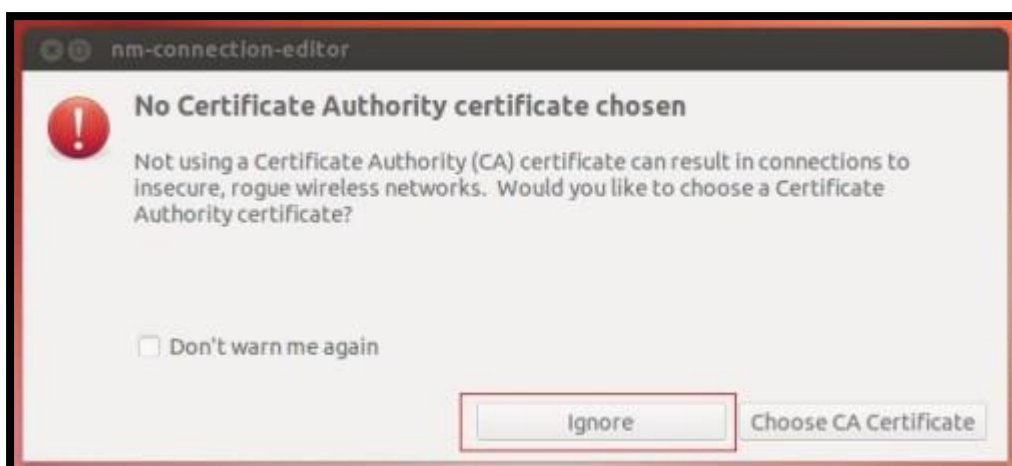 nm-connection-editor
No Certificate Authority certificate chosen
Not using a Certificate Authority (CA) certificate can result in connections to
insecure, rogue wireless networks. Would you like to choose a Certificate
Authority certificate?
Don't warn me again
Ignore
Choose CA Certificate